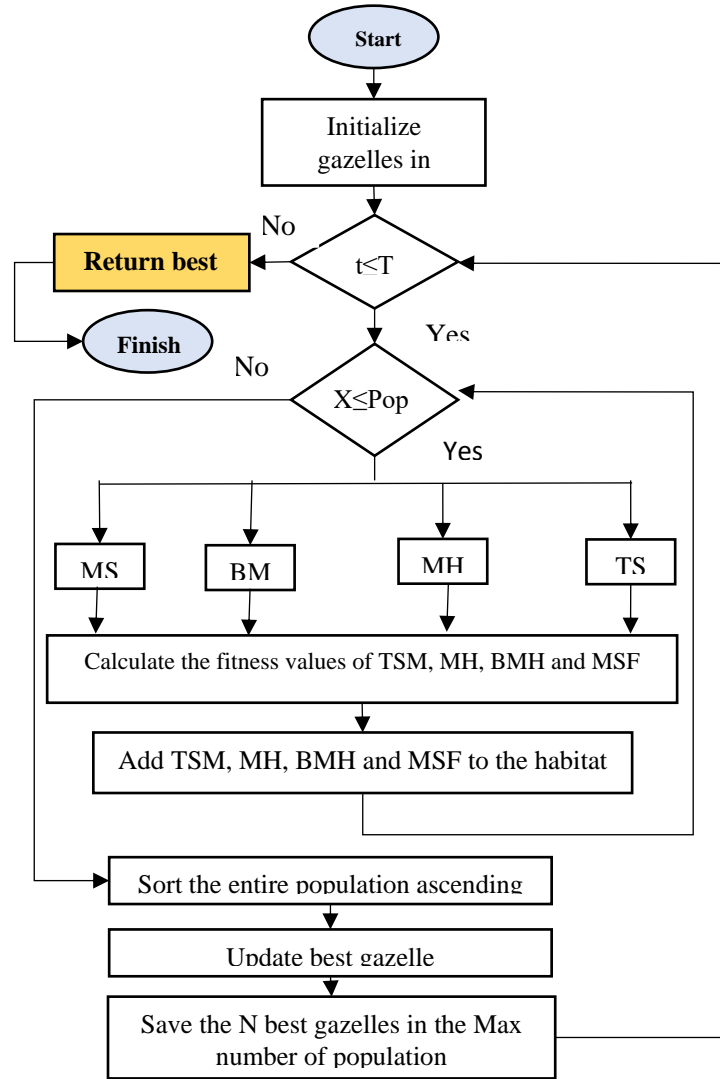 Start
Initialize
gazelles in
No
Return best
t≤T
Finish
Yes
No
X≤Pop
Yes
MS
BM
MH
TS
Calculate the fitness values of TSM, MH, BMH and MSF
Add TSM, MH, BMH and MSF to the habitat
Sort the entire population ascending
Update best gazelle
Save the N best gazelles in the Max
number of population